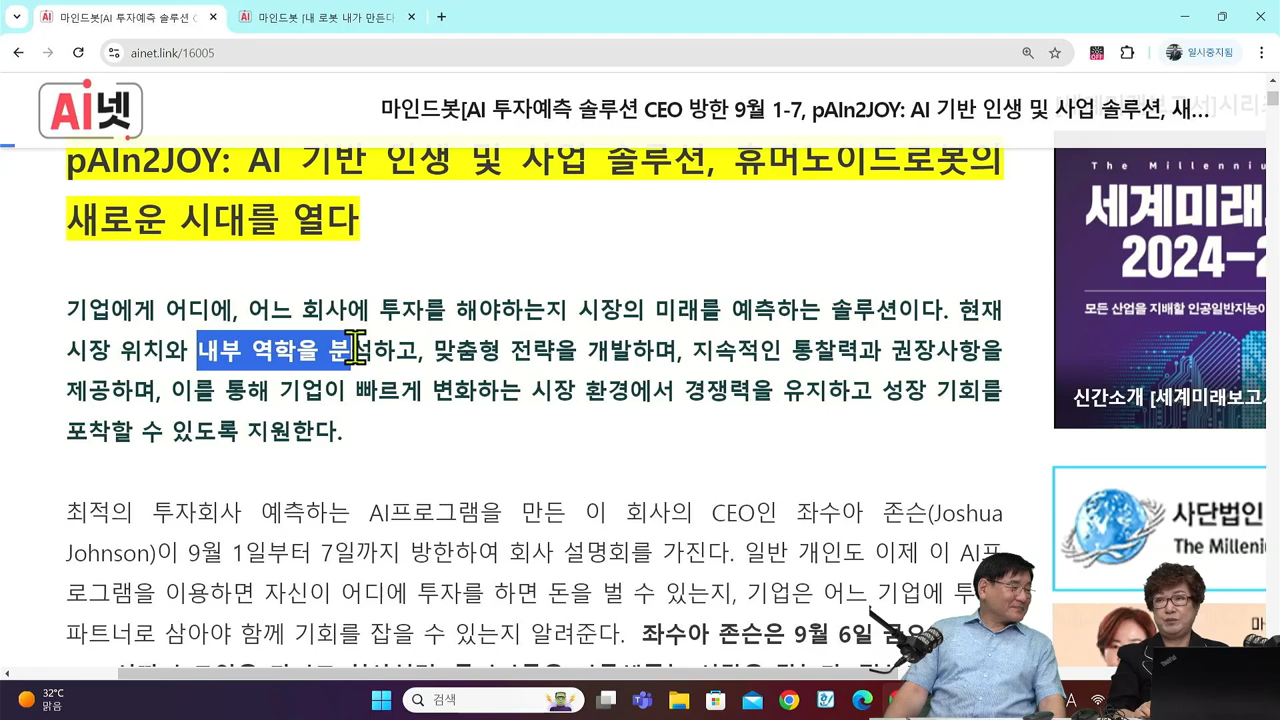 마인드봇[AI 투자예측 솔루션
마인드봇 [내 로봇 내가 만든다
ainet.link/16005
OFF
일시중지됨
Ai넷
마인드봇[AI 투자예측 솔루션 CEO 방한 9월 1-7, pAIn2JOY: AI 기반 인생 및 사업 솔루션, 새...
pAIn2JOY: AI 기반 인생 및 사업 솔루션, 휴머노이드로봇의
새로운 시대를 열다
기업에게 어디에, 어느 회사에 투자를 해야하는지 시장의 미래를 예측하는 솔루션이다. 현재
시장 위치와 내부 역학을 분석하고, 맞춤형 전략을 개발하며, 지속적인 통찰력과 권장사항을
제공하며, 이를 통해 기업이 빠르게 변화하는 시장 환경에서 경쟁력을 유지하고 성장 기회를
포착할 수 있도록 지원한다.
최적의 투자회사 예측하는 AI프로그램을 만든 이 회사의 CEO인 좌수아 존슨(Joshua
Johnson)이 9월 1일부터 7일까지 방한하여 회사 설명회를 가진다. 일반 개인도 이제 이 AI프
로그램을 이용하면 자신이 어디에 투자를 하면 돈을 벌 수 있는지, 기업은 어느 기업에
파트너로 삼아야 함께 기회를 잡을 수 있는지 알려준다. 좌수아 존슨은 9월 6일
The Millenniu
세계미래보
2024-2
모든 산업을 지배할 인공일반지능이
신간소개 [세계미래보고서
사단법인
The Milleni
마
32°C
맑음
검색
A
ThinkPad